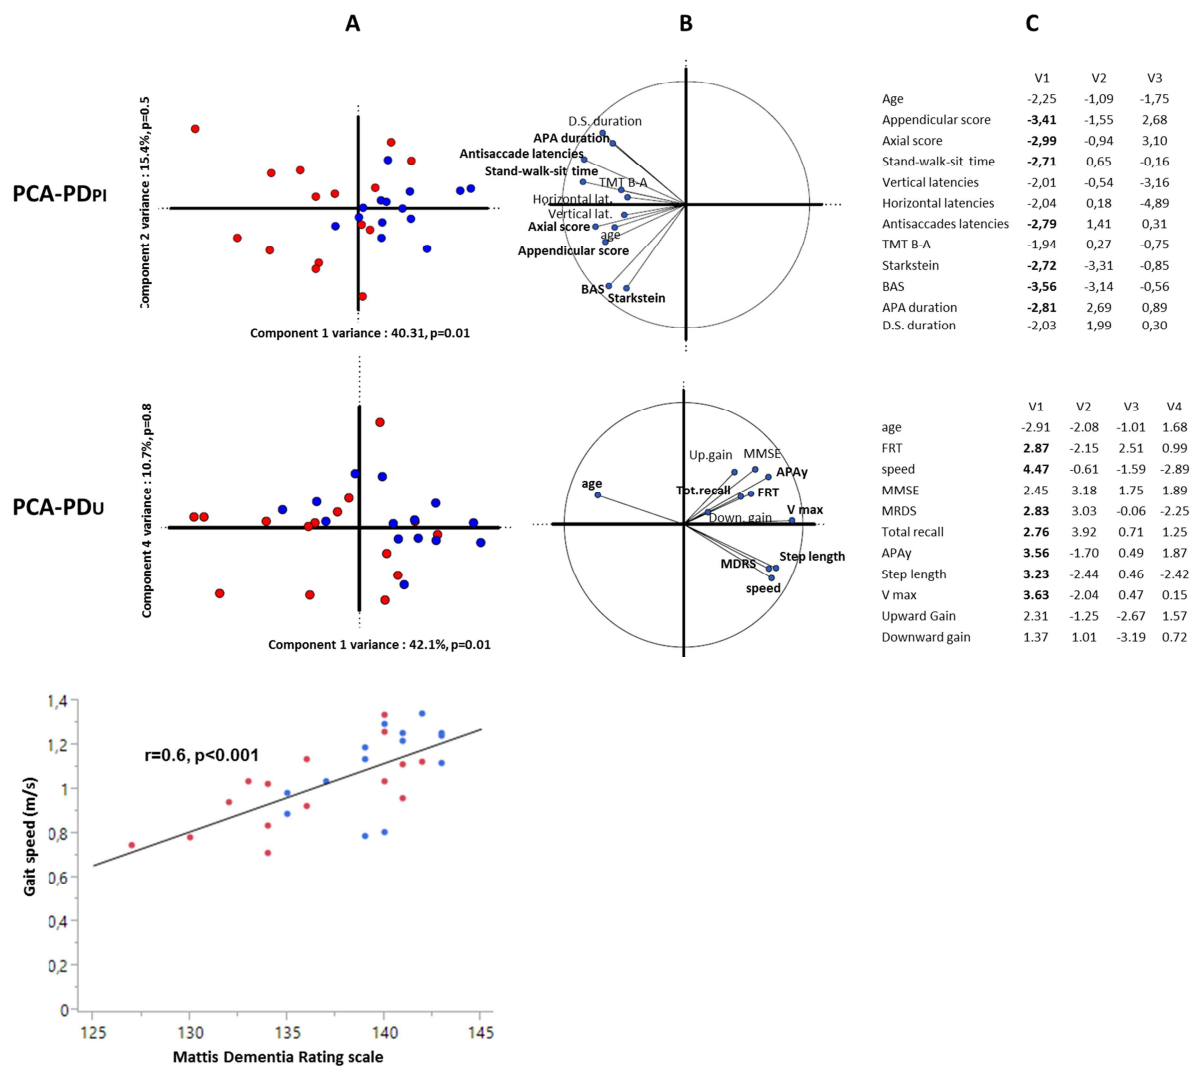 A
B
C
PCA-PDPI
Component 2 variance : 15.4%, p=0.5
Component 1 variance : 40.31, p=0.01
D.S. duration
APA duration
Antisaccade latencies
Stand-walk-sit time
TMT B-A
Horizontal lat.
Vertical lat.
Axial score
age
Appendicular score
BAS
Starkstein
V1 V2 V3
Age -2,25 -1,09 -1,75
Appendicular score -3,41 -1,55 2,68
Axial score -2,99 -0,94 3,10
Stand-walk-sit time -2,71 0,65 -0,16
Vertical latencies -2,01 -0,54 -3,16
Horizontal latencies -2,04 0,18 -4,89
Antisaccades latencies -2,79 1,41 0,31
TMT B-A -1,94 0,27 -0,75
Starkstein -2,72 -3,31 -0,85
BAS -3,56 -3,14 -0,56
APA duration -2,81 2,69 0,89
D.S. duration -2,03 1,99 0,30
PCA-PDU
Component 4 variance : 10.7%, p=0.8
Component 1 variance : 42.1%, p=0.01
Up.gain
MMSE
APAy
age
Tot.recall
FRT
Down. gain
V max
MDRS
Step length
speed
V1 V2 V3 V4
age -2.91 -2.08 -1.01 1.68
FRT 2.87 -2.15 2.51 0.99
speed 4.47 -0.61 -1.59 -2.89
MMSE 2.45 3.18 1.75 1.89
MRDS 2.83 3.03 -0.06 -2.25
Total recall 2.76 3.92 0.71 1.25
APAy 3.56 -1.70 0.49 1.87
Step length 3.23 -2.44 0.46 -2.42
V max 3.63 -2.04 0.47 0.15
Upward Gain 2.31 -1.25 -2.67 1.57
Downward gain 1.37 1.01 -3.19 0.72
Gait speed (m/s)
1,4
1,2
1
0,8
0,6
0,4
0,2
0
r=0.6, p<0.001
125 130 135 140 145
Mattis Dementia Rating scale